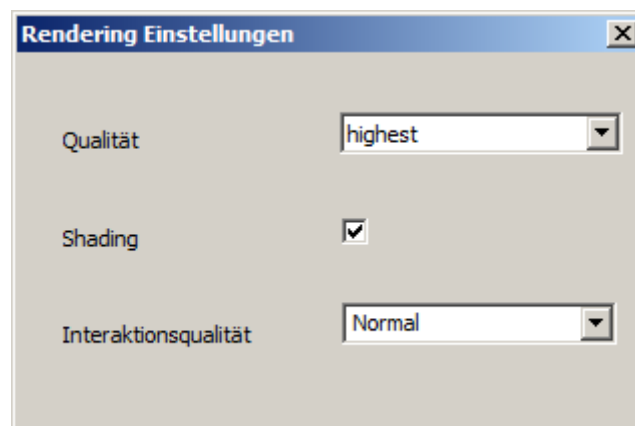 Rendering Einstellungen
Qualität highest
Shading
Interaktionsqualität Normal